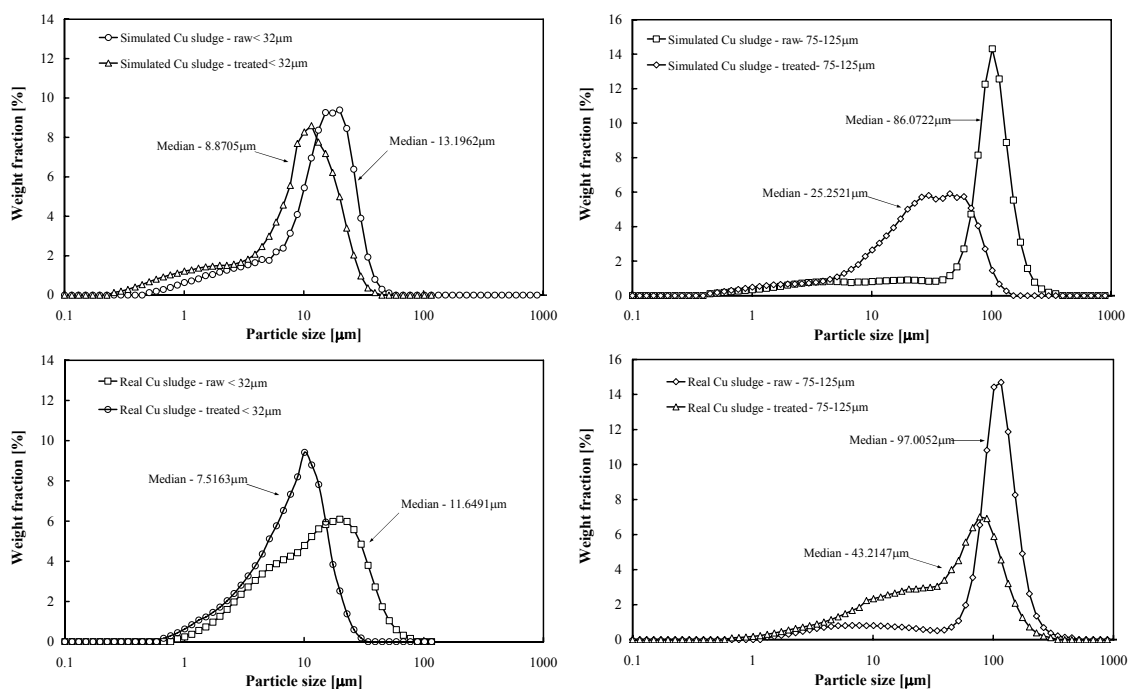 14
12
10
8
6
4
2
0
Weight fraction [%]
Simulated Cu sludge - raw< 32µm
Simulated Cu sludge - treated< 32µm
Median - 8.8705µm
Median - 13.1962µm
0.1 1 10 100 1000
Particle size [µm]
16
14
12
10
8
6
4
2
0
Weight fraction [%]
Simulated Cu sludge - raw- 75-125µm
Simulated Cu sludge - treated- 75-125µm
Median - 86.0722µm
Median - 25.2521µm
0.1 1 10 100 1000
Particle size [µm]
14
12
10
8
6
4
2
0
Weight fraction [%]
Real Cu sludge - raw < 32µm
Real Cu sludge - treated < 32µm
Median - 7.5163µm
Median - 11.6491µm
0.1 1 10 100 1000
Particle size [µm]
16
14
12
10
8
6
4
2
0
Weight fraction [%]
Real Cu sludge - raw - 75-125µm
Real Cu sludge - treated - 75-125µm
Median - 97.0052µm
Median - 43.2147µm
0.1 1 10 100 1000
Particle size [µm]